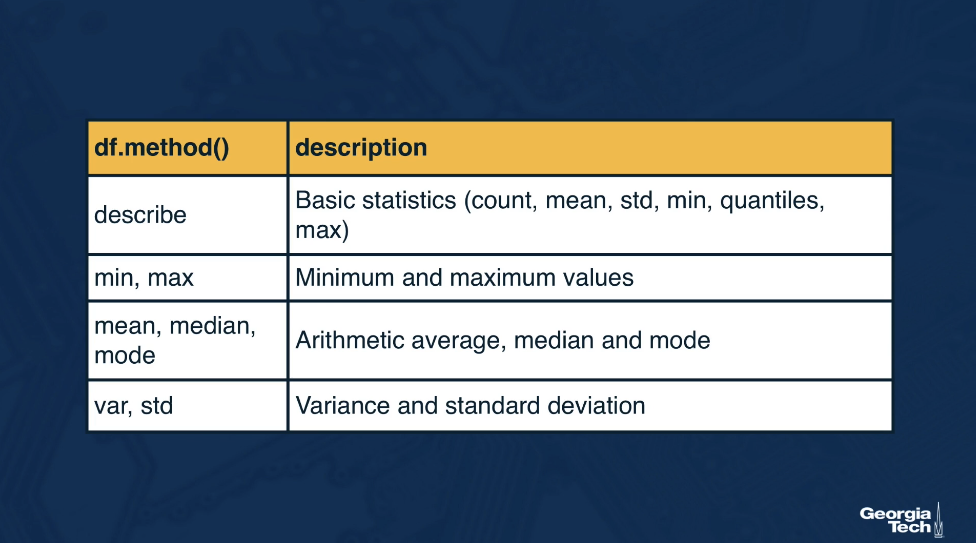 df.method()
description
describe
Basic statistics (count, mean, std, min, quantiles,
max)
min, max
Minimum and maximum values
mean, median,
mode
Arithmetic average, median and mode
var, std
Variance and standard deviation
Georgia
Tech